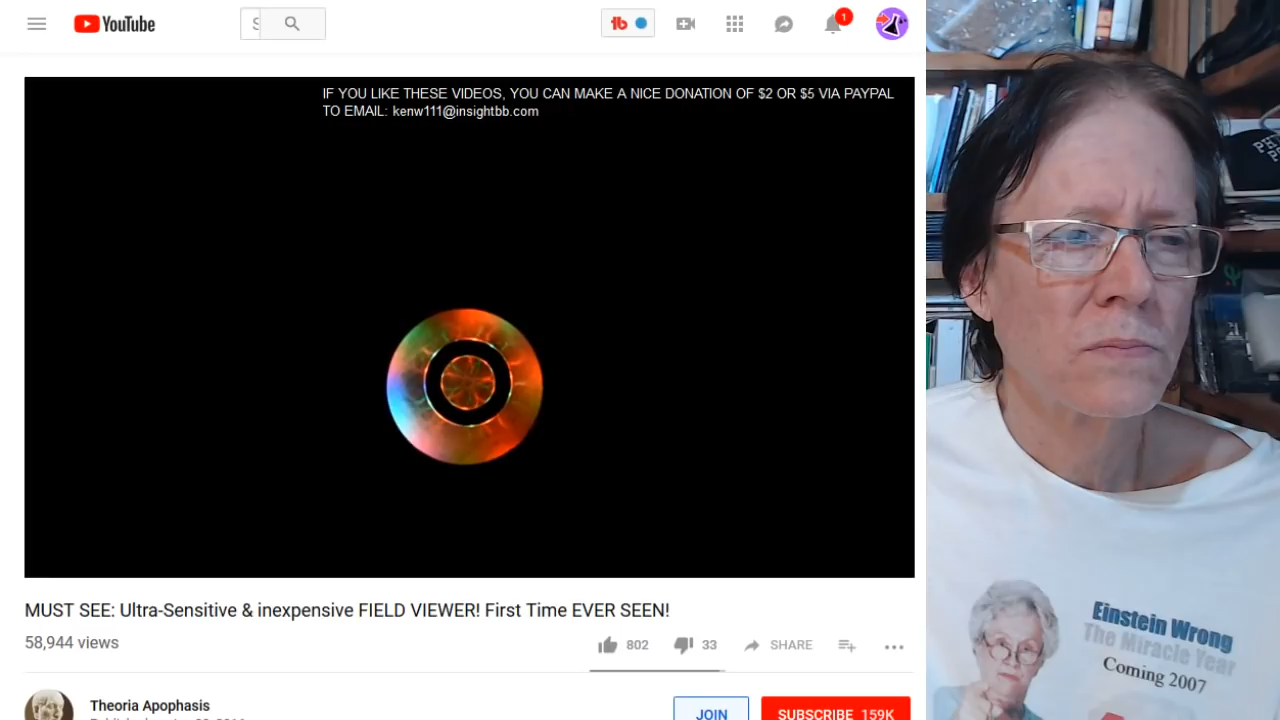 YouTube
S
1
IF YOU LIKE THESE VIDEOS, YOU CAN MAKE A NICE DONATION OF $2 OR $5 VIA PAYPAL
TO EMAIL: kenw111@insightbb.com
MUST SEE: Ultra-Sensitive & inexpensive FIELD VIEWER! First Time EVER SEEN!
58,944 views
802
33
SHARE
Theoria Apophasis
JOIN
SUBSCRIBE 159K
Einstein Wrong
The Miracle Year
Coming 2007